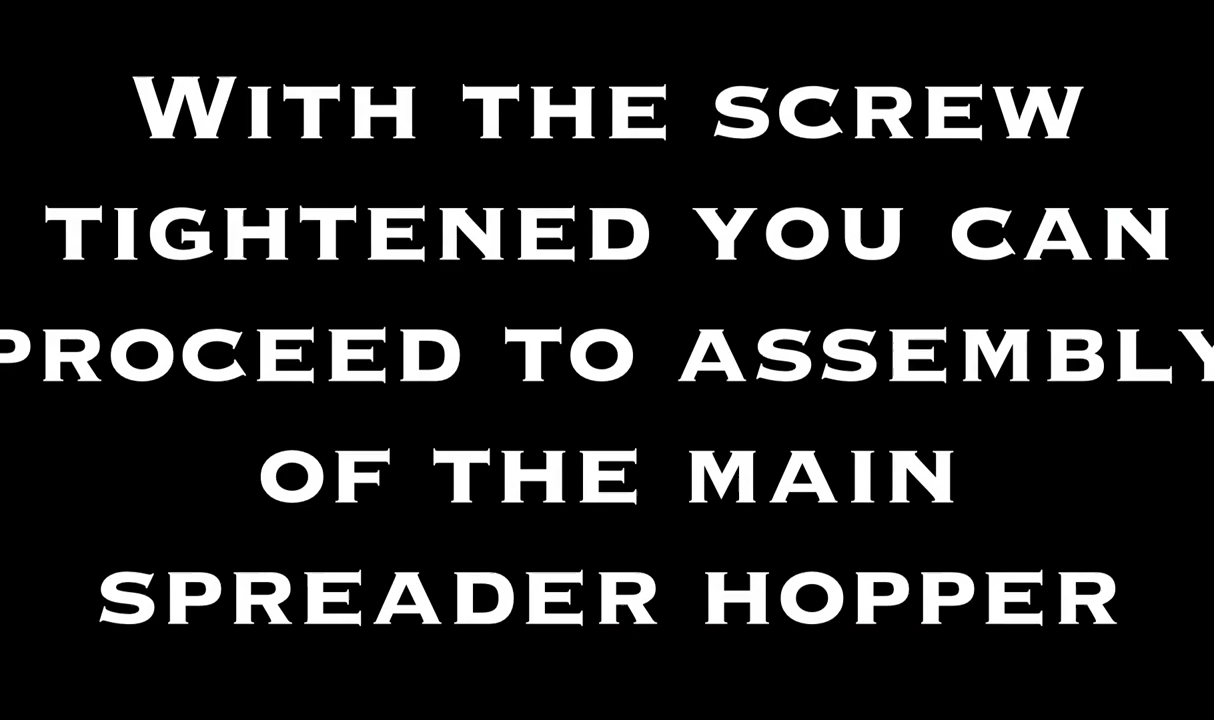 With the screw
tightened you can
proceed to assembly
of the main
spreader hopper